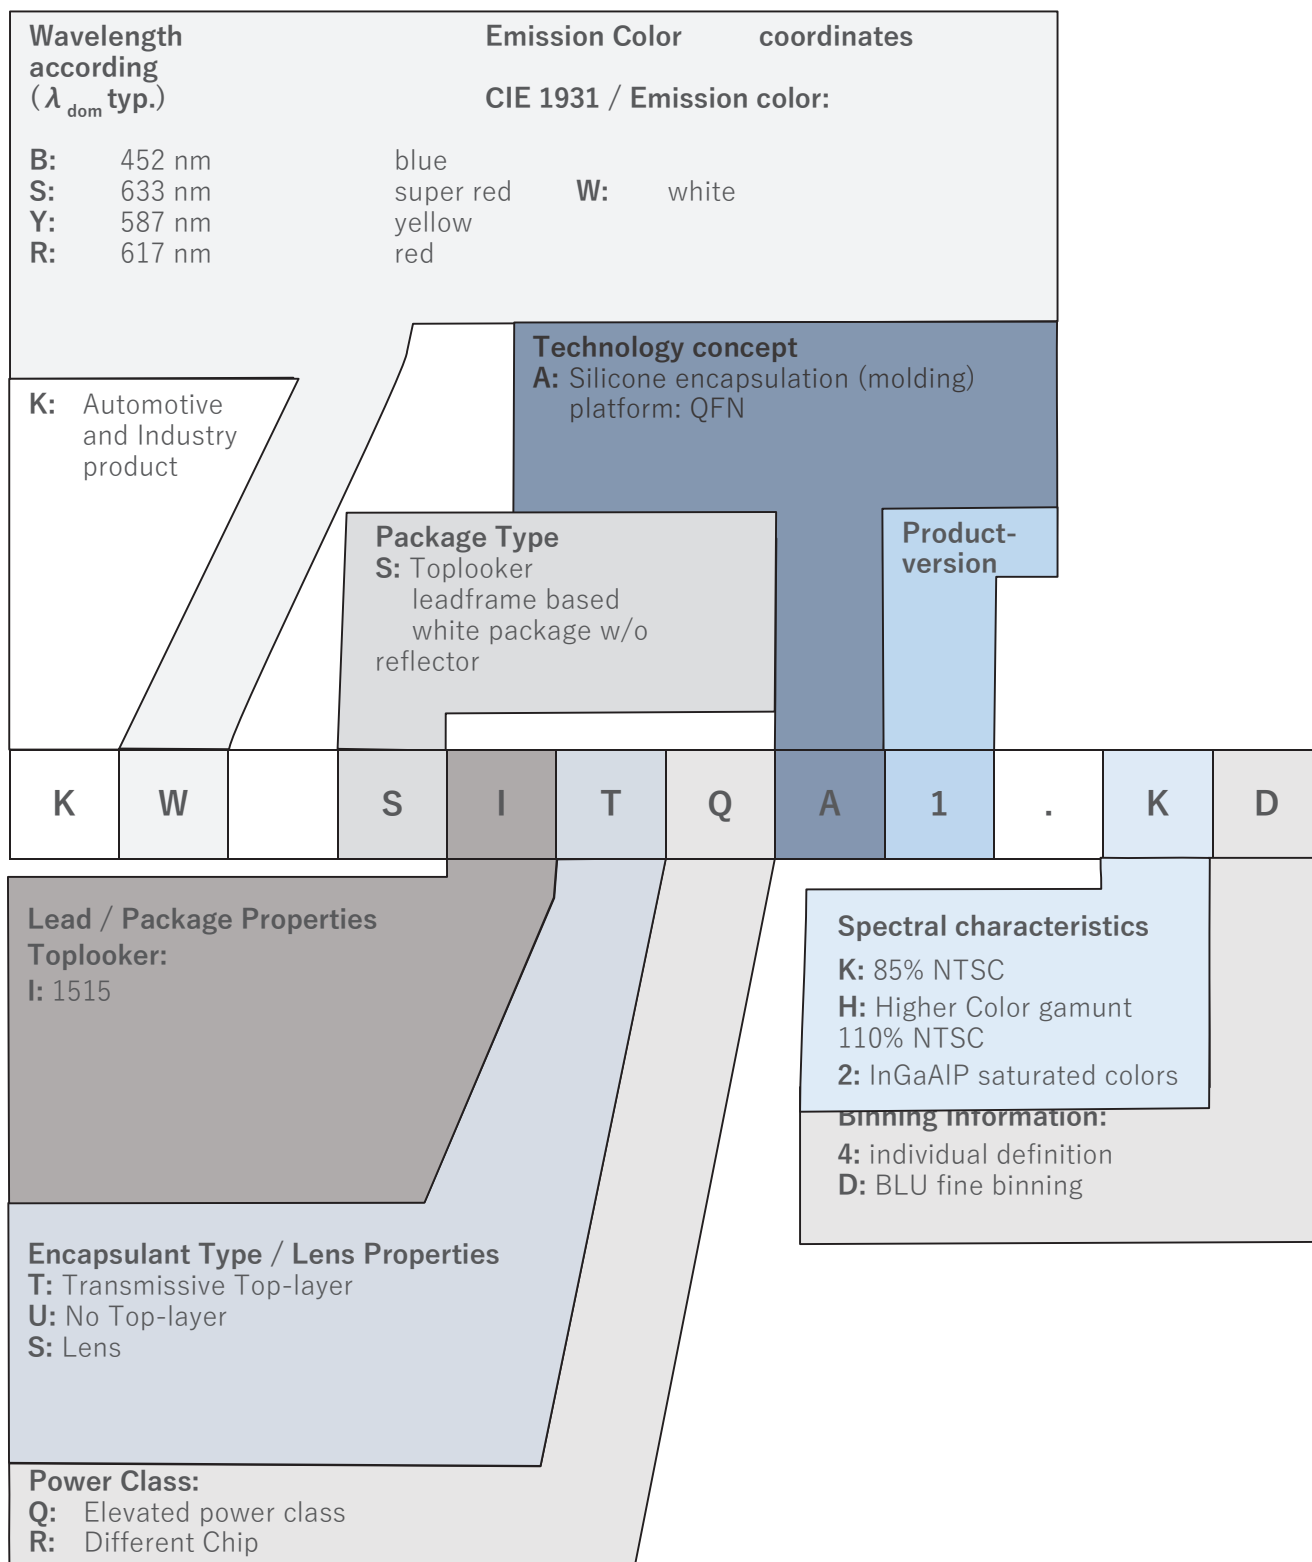 Wavelength
according
(λ dom typ.)
Emission Color coordinates
CIE 1931 / Emission color:
B: 452 nm blue
S: 633 nm super red W: white
Y: 587 nm yellow
R: 617 nm red
Technology concept
A: Silicone encapsulation (molding)
platform: QFN
K: Automotive
and Industry
product
Package Type
S: Toplooker
leadframe based
white package w/o
reflector
Product-
version
K W S I T Q A 1 . K D
Lead / Package Properties
Toplooker:
I: 1515
Spectral characteristics
K: 85% NTSC
H: Higher Color gamunt
110% NTSC
2: InGaAlP saturated colors
Binning Information:
4: individual definition
D: BLU fine binning
Encapsulant Type / Lens Properties
T: Transmissive Top-layer
U: No Top-layer
S: Lens
Power Class:
Q: Elevated power class
R: Different Chip